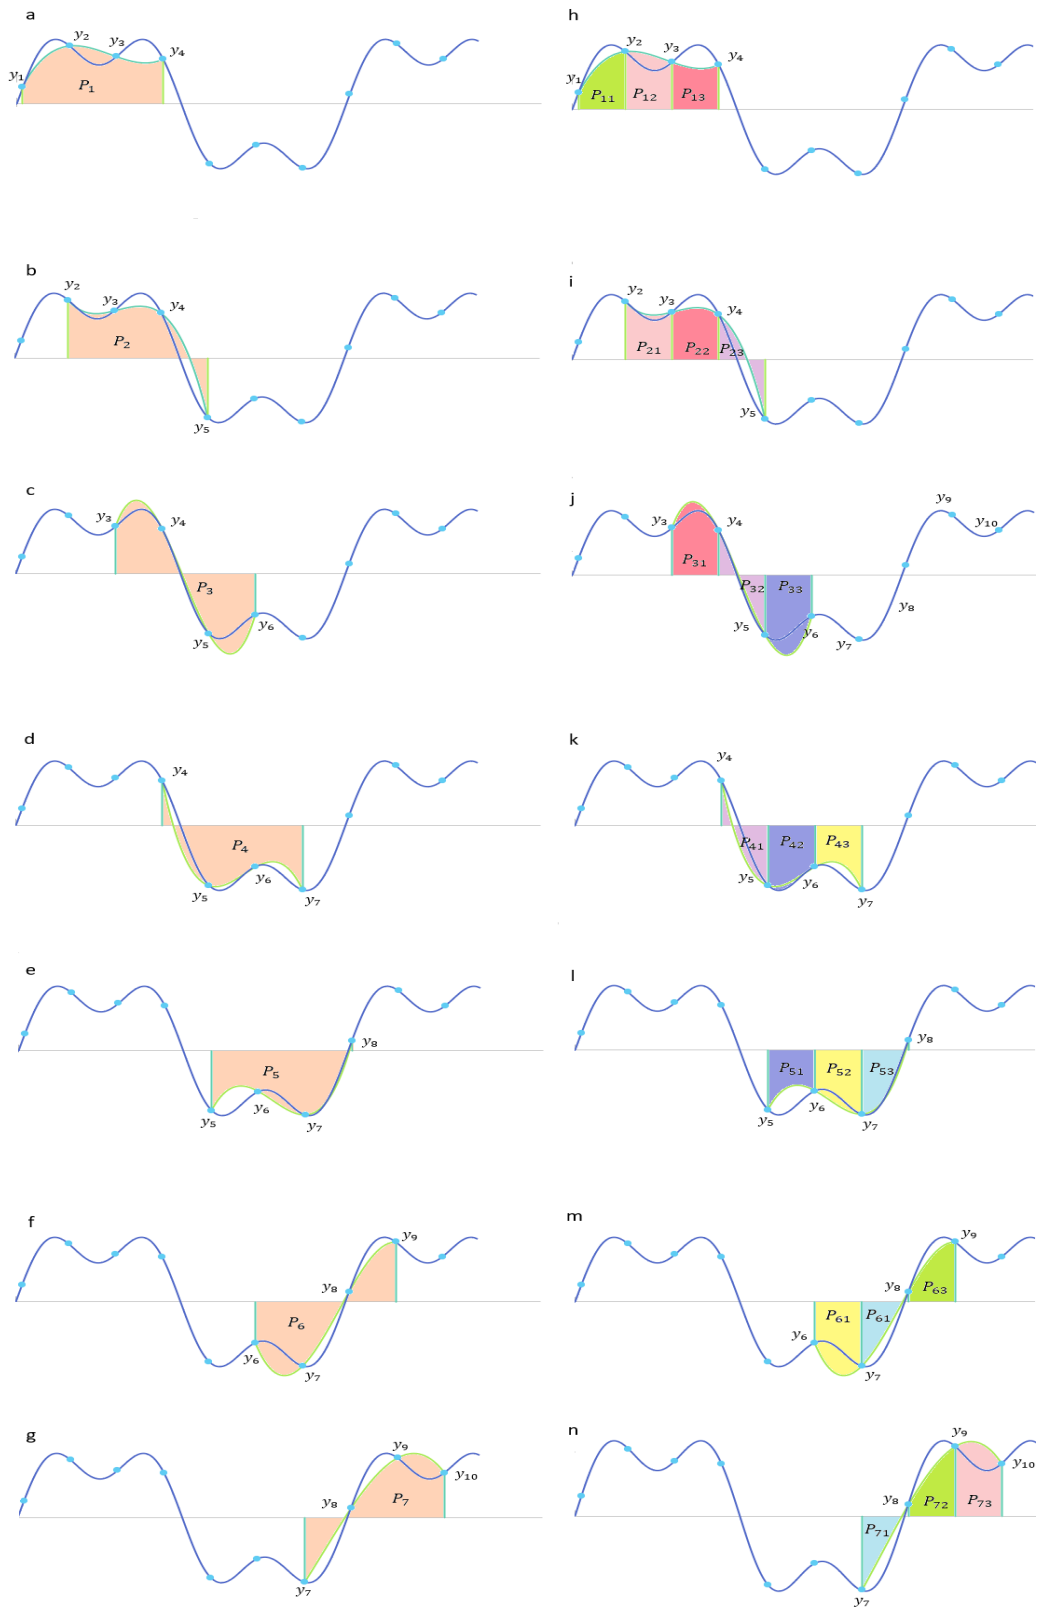 a
y₂
y₃
y₄
y₁
P₁
h
y₂
y₃
y₄
y₁
P₁₁
P₁₂
P₁₃
b
y₂
y₃
y₄
P₂
y₅
i
y₂
y₃
y₄
P₂₁
P₂₂
P₂₃
y₅
c
y₃
y₄
P₃
y₅
y₆
j
y₃
y₄
y₉
y₁₀
P₃₁
P₃₂
P₃₃
y₅
y₆
y₇
y₈
d
y₄
P₄
y₅
y₆
y₇
k
y₄
P₄₁
P₄₂
P₄₃
y₅
y₆
y₇
e
y₈
P₅
y₅
y₆
y₇
l
y₈
P₅₁
P₅₂
P₅₃
y₅
y₆
y₇
f
y₉
y₈
P₆
y₆
y₇
m
y₉
y₈
P₆₃
P₆₁
P₆₁
y₆
y₇
g
y₉
y₁₀
y₈
P₇
y₇
n
y₉
y₁₀
y₈
P₇₂
P₇₃
P₇₁
y₇